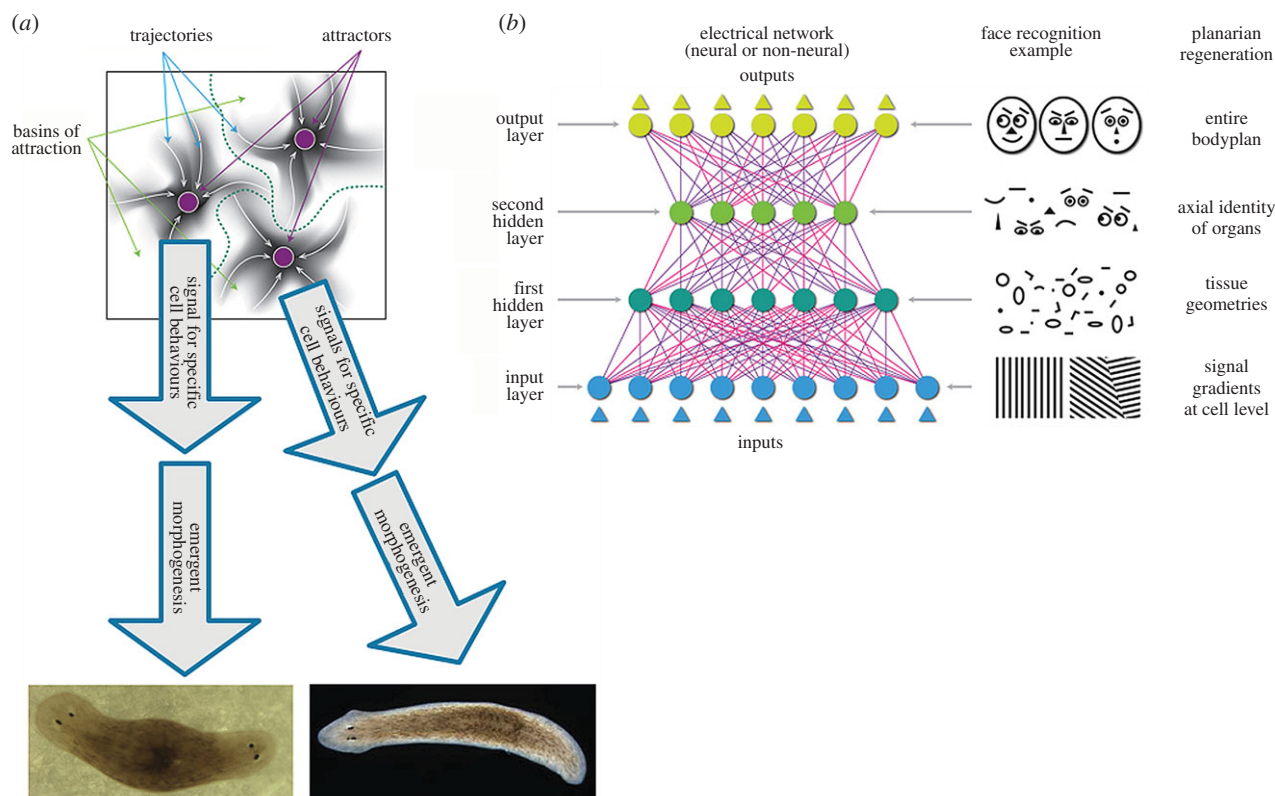 (a)
trajectories
attractors
basins of
attraction
signal for specific
cell behaviours
signals for specific
cell behaviours
emergent
morphogenesis
emergent
morphogenesis
(b)
electrical network
(neural or non-neural)
outputs
face recognition
example
planarian
regeneration
output
layer
entire
bodyplan
second
hidden
layer
axial identity
of organs
first
hidden
layer
tissue
geometries
input
layer
signal
gradients
at cell level
inputs